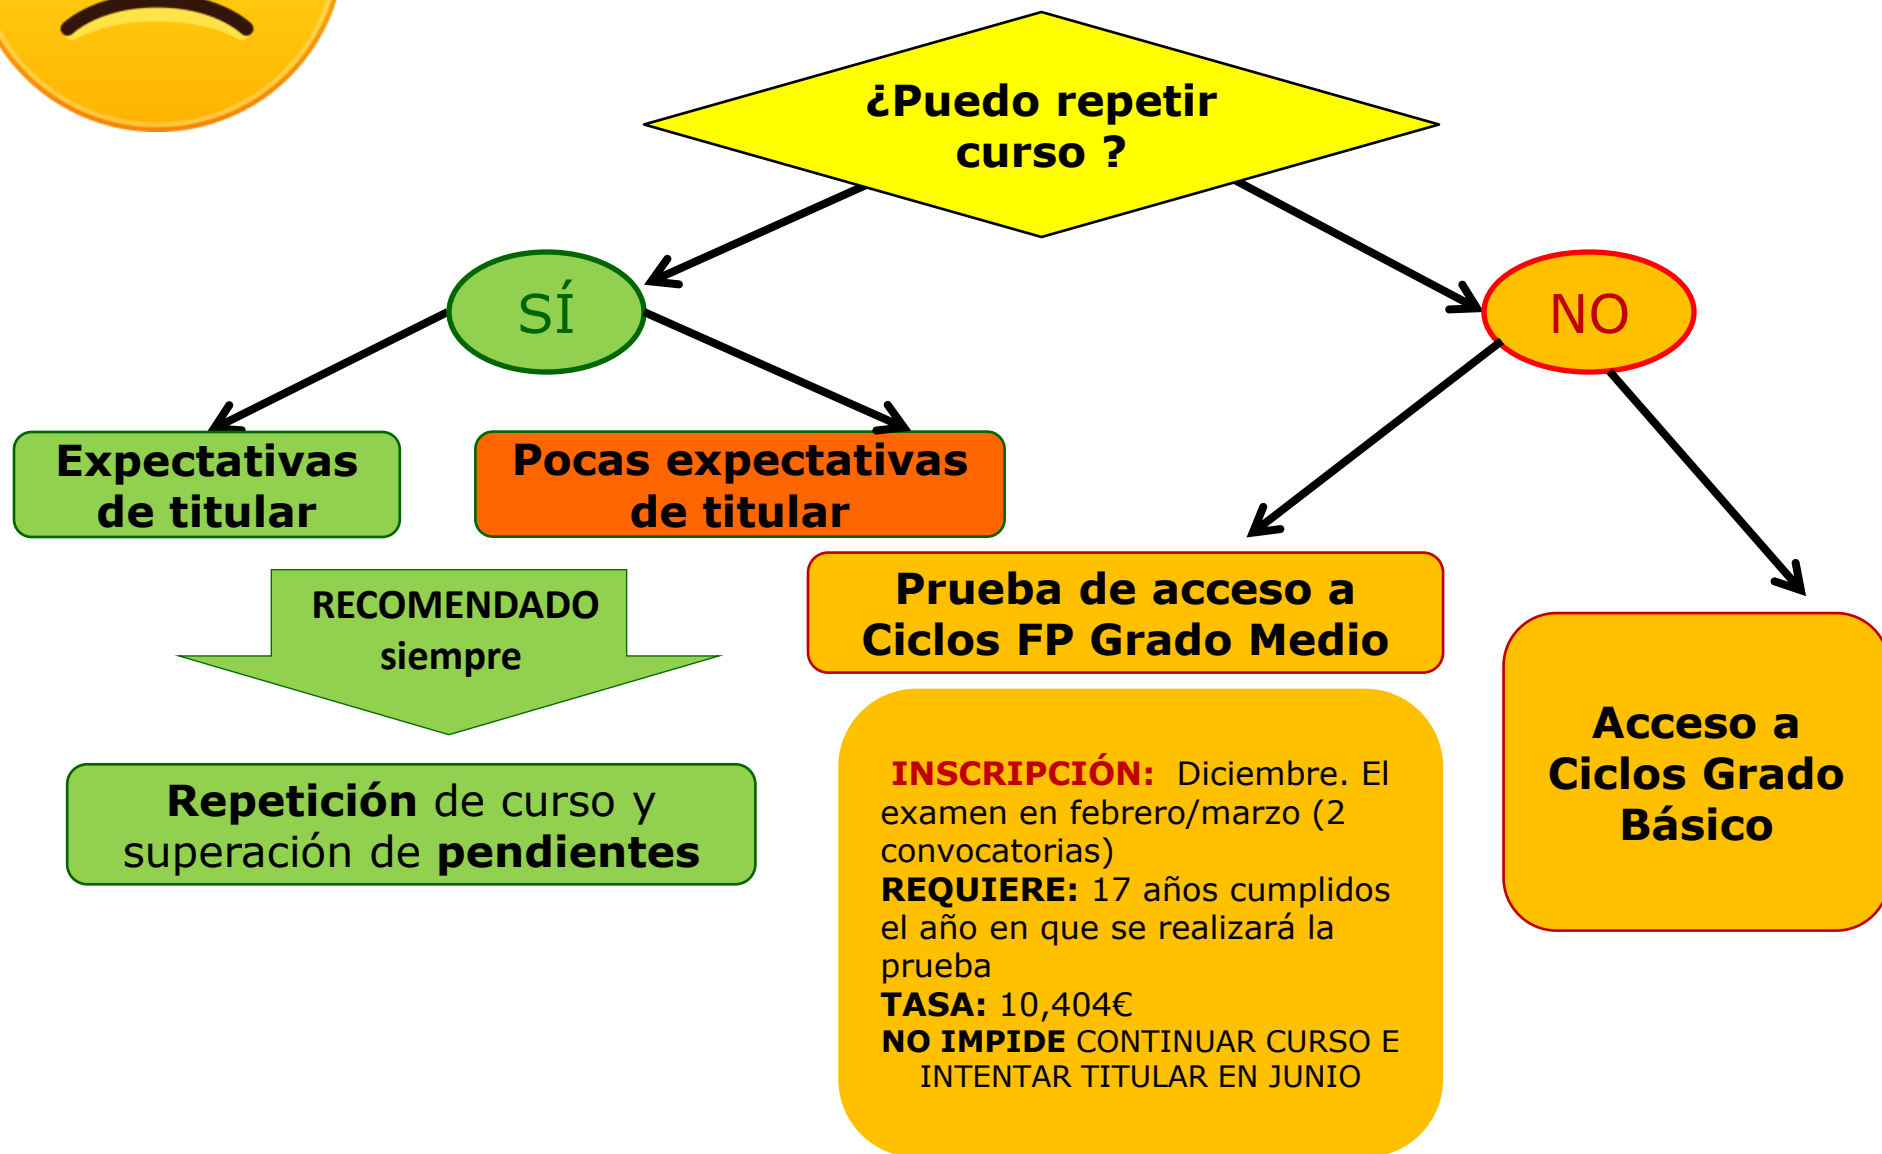 ¿Puedo repetir
curso ?
SÍ
NO
Expectativas
de titular
Pocas expectativas
de titular
RECOMENDADO
siempre
Repetición de curso y
superación de pendientes
Prueba de acceso a
Ciclos FP Grado Medio
INSCRIPCIÓN: Diciembre. El
examen en febrero/marzo (2
convocatorias)
REQUIERE: 17 años cumplidos
el año en que se realizará la
prueba
TASA: 10,404€
NO IMPIDE CONTINUAR CURSO E
INTENTAR TITULAR EN JUNIO
Acceso a
Ciclos Grado
Básico